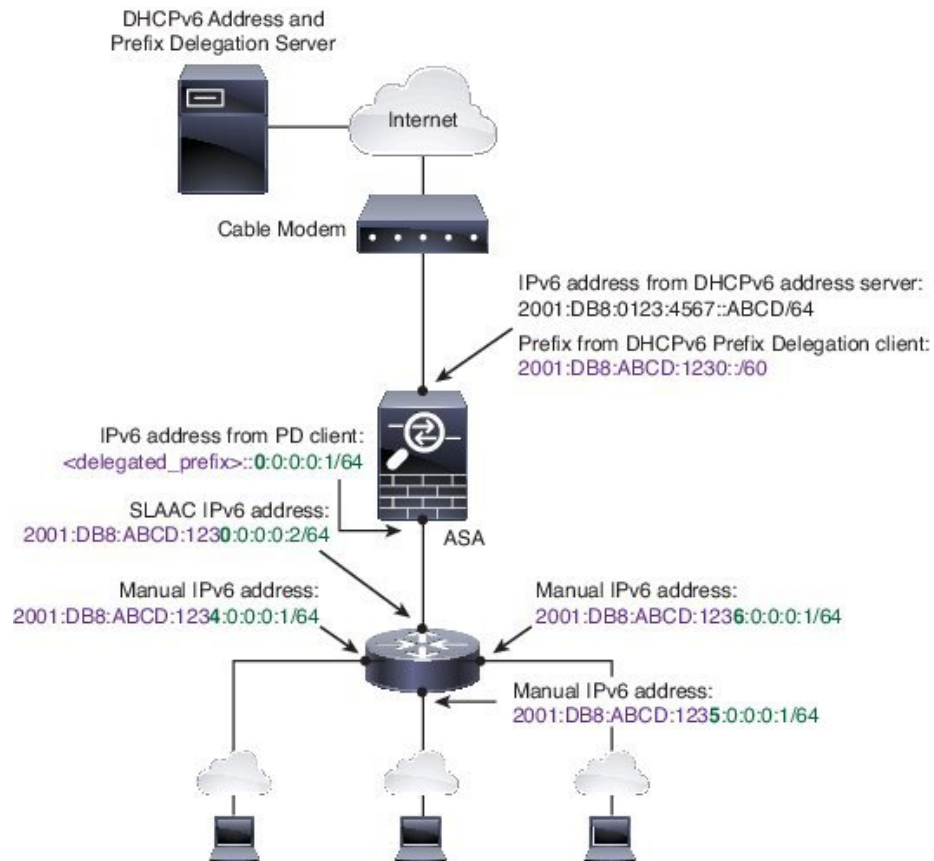 DHCPv6 Address and
Prefix Delegation Server
Internet
Cable Modem
IPv6 address from DHCPv6 address server:
2001:DB8:0123:4567::ABCD/64
Prefix from DHCPv6 Prefix Delegation client:
2001:DB8:ABCD:1230::/60
IPv6 address from PD client:
<delegated_prefix>::0:0:0:0:1/64
SLAAC IPv6 address:
2001:DB8:ABCD:1230:0:0:0:2/64
ASA
Manual IPv6 address:
2001:DB8:ABCD:1234:0:0:0:1/64
Manual IPv6 address:
2001:DB8:ABCD:1236:0:0:0:1/64
Manual IPv6 address:
2001:DB8:ABCD:1235:0:0:0:1/64